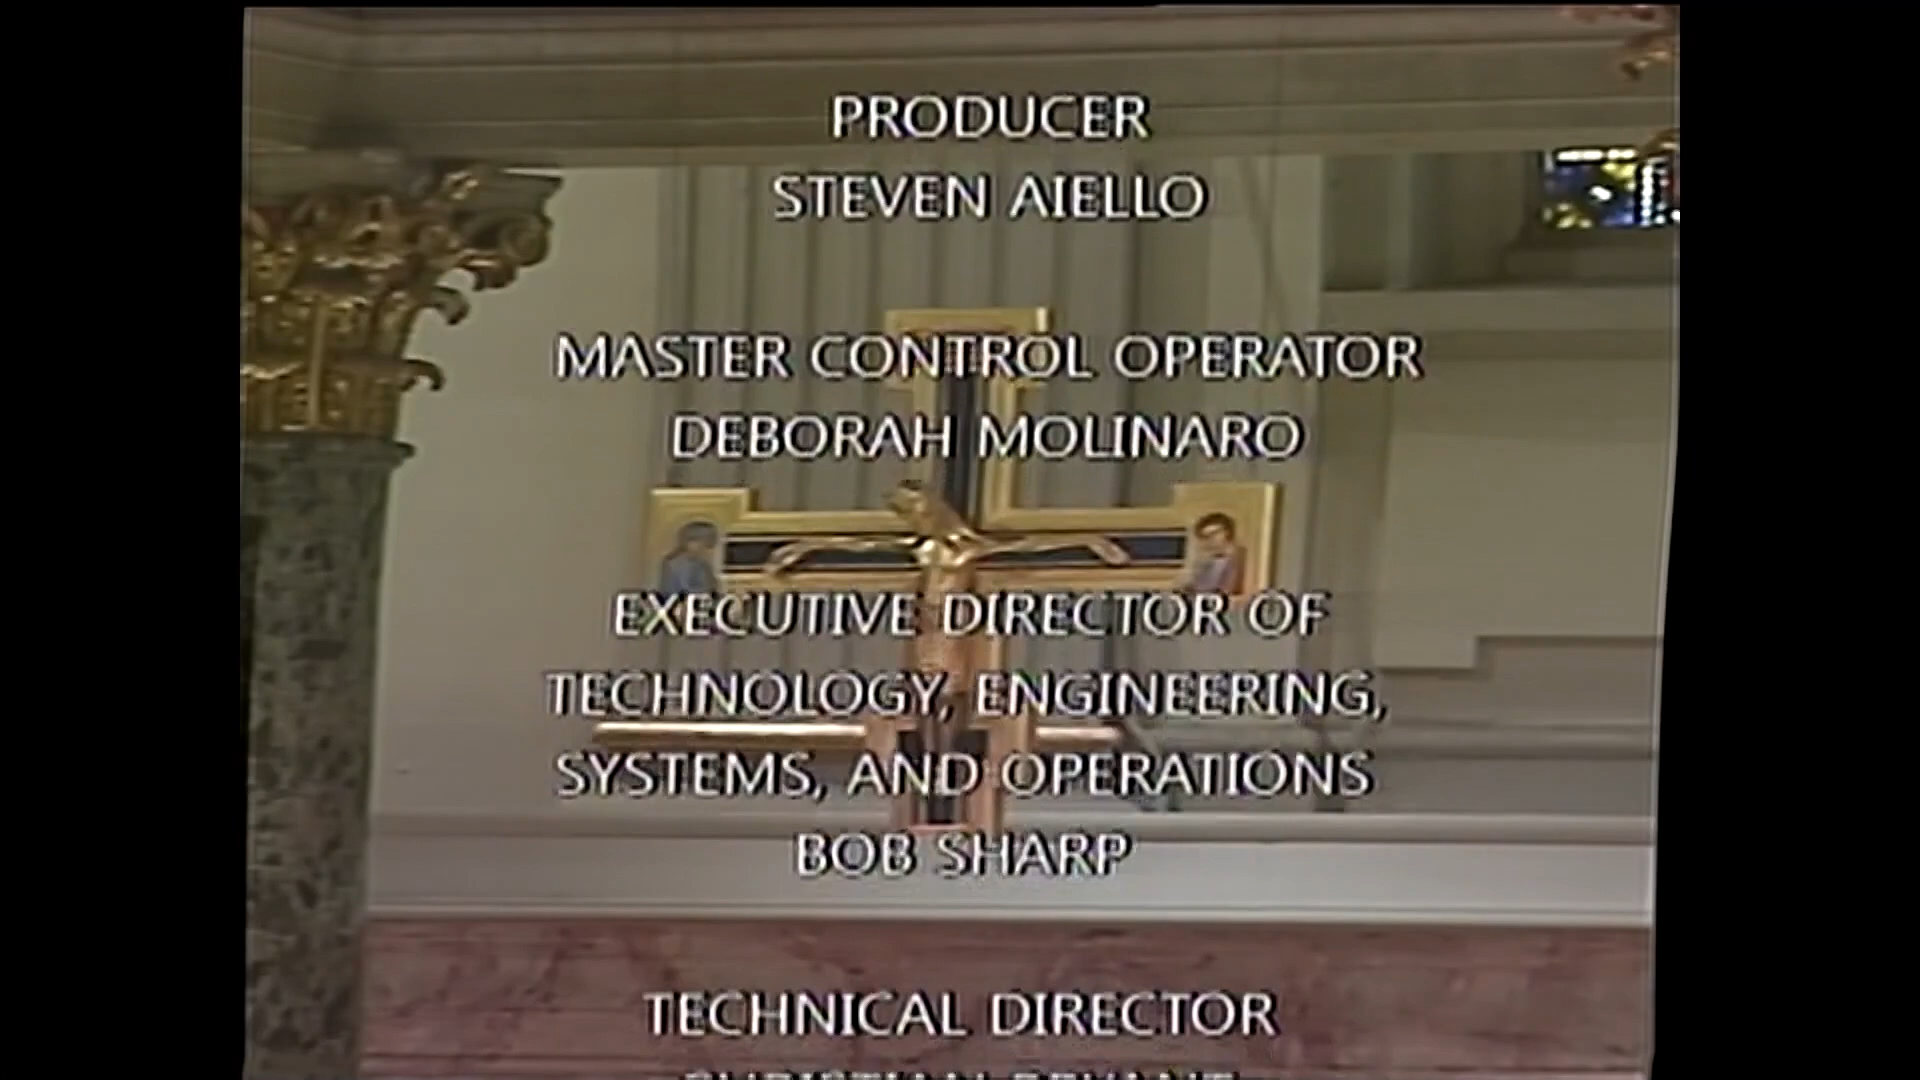 PRODUCER
STEVEN AIELLO
MASTER CONTROL OPERATOR
DEBORAH MOLINARO
EXECUTIVE DIRECTOR OF
TECHNOLOGY, ENGINEERING,
SYSTEMS, AND OPERATIONS
BOB SHARP
TECHNICAL DIRECTOR